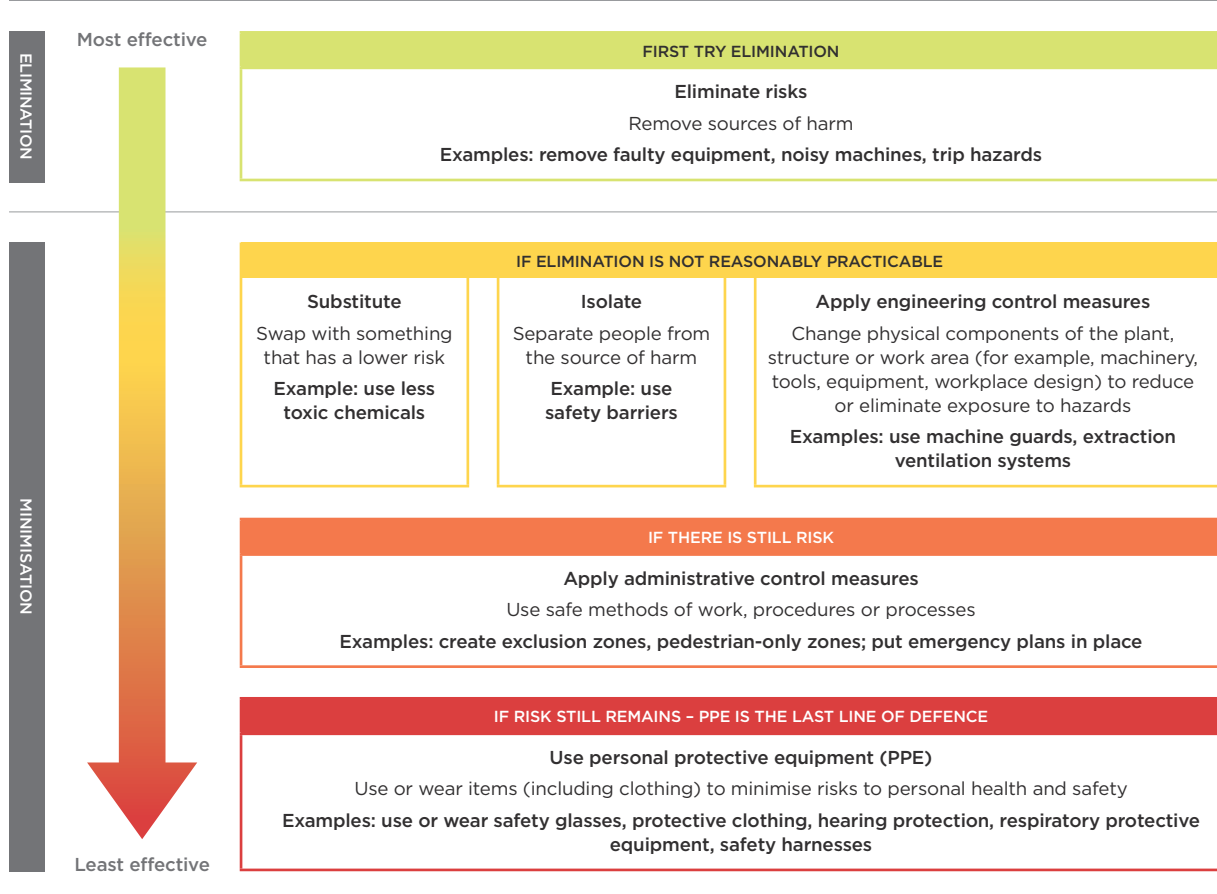 ELIMINATION
Most effective
FIRST TRY ELIMINATION
Eliminate risks
Remove sources of harm
Examples: remove faulty equipment, noisy machines, trip hazards
MINIMISATION
IF ELIMINATION IS NOT REASONABLY PRACTICABLE
Substitute
Swap with something
that has a lower risk
Example: use less
toxic chemicals
Isolate
Separate people from
the source of harm
Example: use
safety barriers
Apply engineering control measures
Change physical components of the plant,
structure or work area (for example, machinery,
tools, equipment, workplace design) to reduce
or eliminate exposure to hazards
Examples: use machine guards, extraction
ventilation systems
IF THERE IS STILL RISK
Apply administrative control measures
Use safe methods of work, procedures or processes
Examples: create exclusion zones, pedestrian-only zones; put emergency plans in place
IF RISK STILL REMAINS – PPE IS THE LAST LINE OF DEFENCE
Use personal protective equipment (PPE)
Use or wear items (including clothing) to minimise risks to personal health and safety
Examples: use or wear safety glasses, protective clothing, hearing protection, respiratory protective
equipment, safety harnesses
Least effective